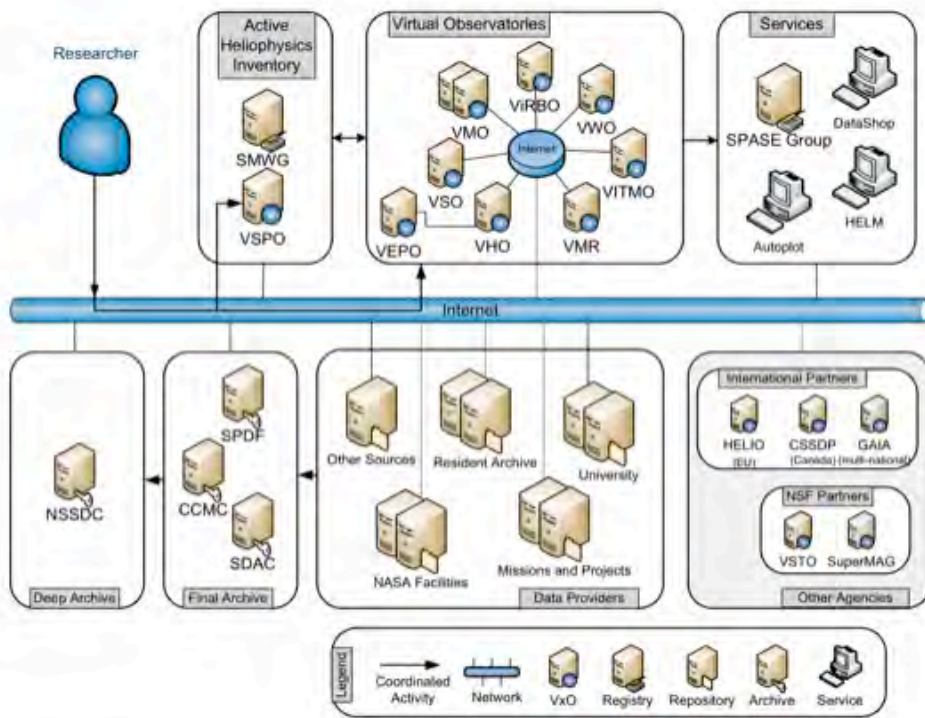 Researcher
Active
Heliophysics
Inventory
SMWG
VSPO
Virtual Observatories
ViRBO
VMO
VWO
Internet
VSO
VITMO
VEPO
VHO
VMR
Services
DataShop
SPASE Group
HELM
Autoplot
Internet
NSSDC
Deep Archive
SPDF
CCMC
SDAC
Final Archive
Other Sources
Resident Archive
University
NASA Facilities
Missions and Projects
Data Providers
International Partners
HELIO
(EU)
CSSDP
(Canada)
GAIA
(multi-national)
NSF Partners
VSTO
SuperMAG
Other Agencies
Legend
Coordinated
Activity
Network
VxO
Registry
Repository
Archive
Service